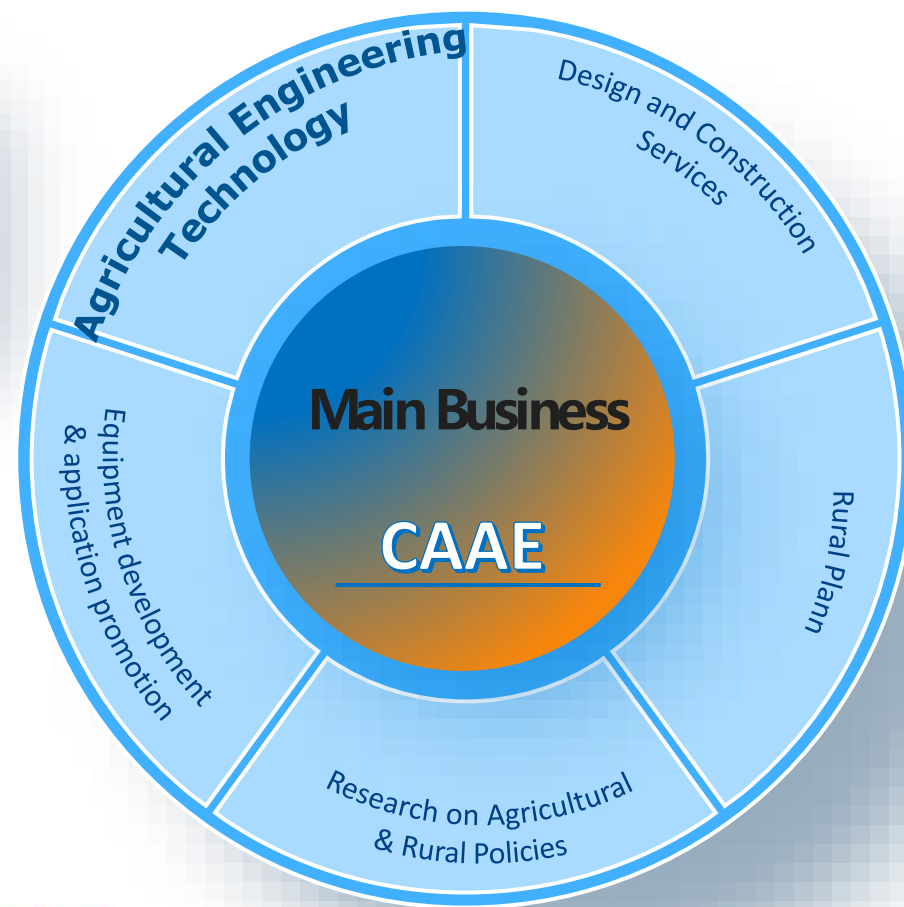 Agricultural Engineering
Technology
Design and Construction
Services
Rural Plann
Research on Agricultural
& Rural Policies
Equipment development
& application promotion
Main Business
CAAE